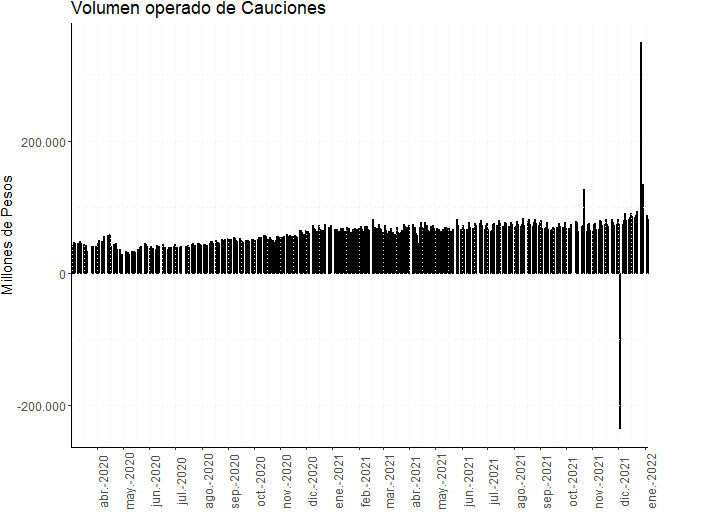 Volumen operado de Cauciones
Millones de Pesos
200.000
0
-200.000
abr.-2020
may.-2020
jun.-2020
jul.-2020
ago.-2020
sep.-2020
oct.-2020
nov.-2020
dic.-2020
ene.-2021
feb.-2021
mar.-2021
abr.-2021
may.-2021
jun.-2021
jul.-2021
ago.-2021
sep.-2021
oct.-2021
nov.-2021
dic.-2021
ene.-2022